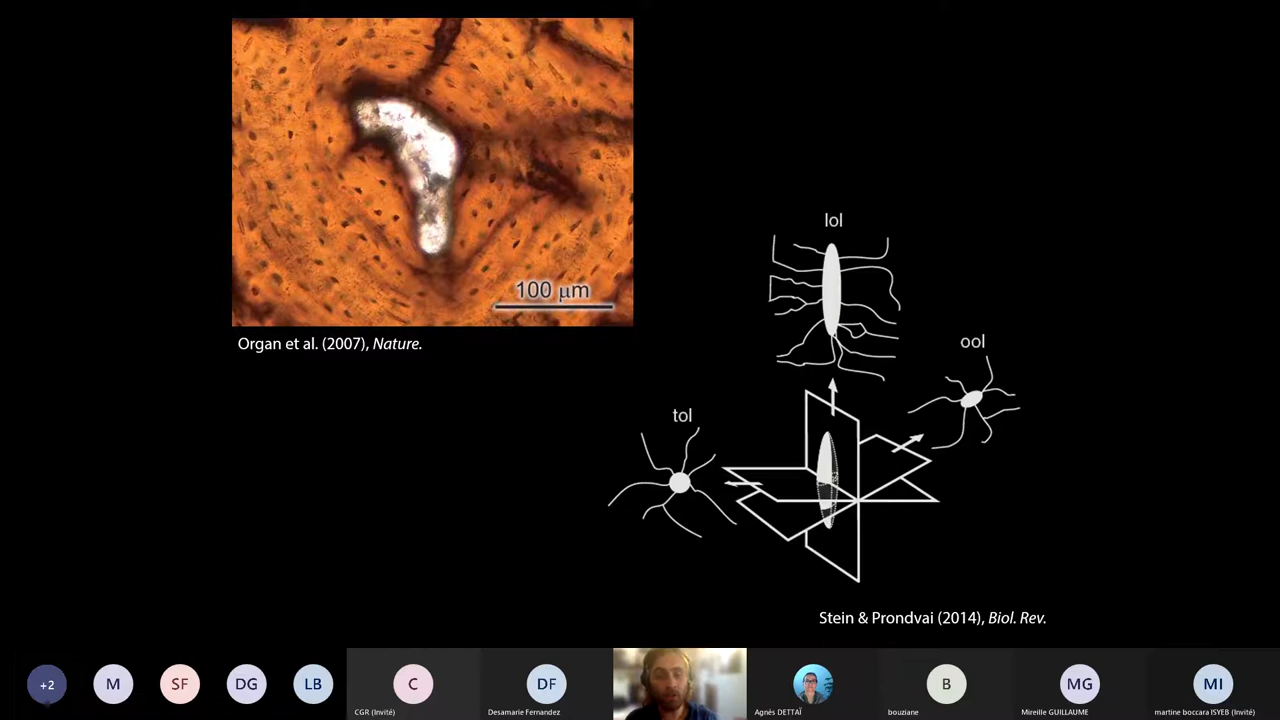 100 μm
Organ et al. (2007), Nature.
lol
ool
tol
Stein & Prondvai (2014), Biol. Rev.
+2
M
SF
DG
LB
C
DF
B
MG
MI
CGR (Invité)
Desamarie Fernandez
Agnès DETTAÏ
bouziane
Mireille GUILLAUME
martine boccara ISYEB (Invité)